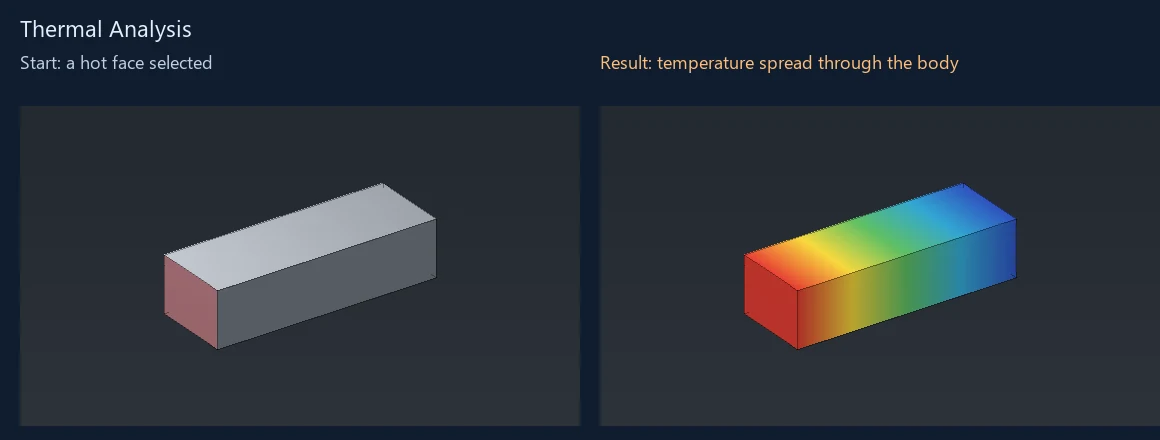 Thermal Analysis
Start: a hot face selected
Result: temperature spread through the body